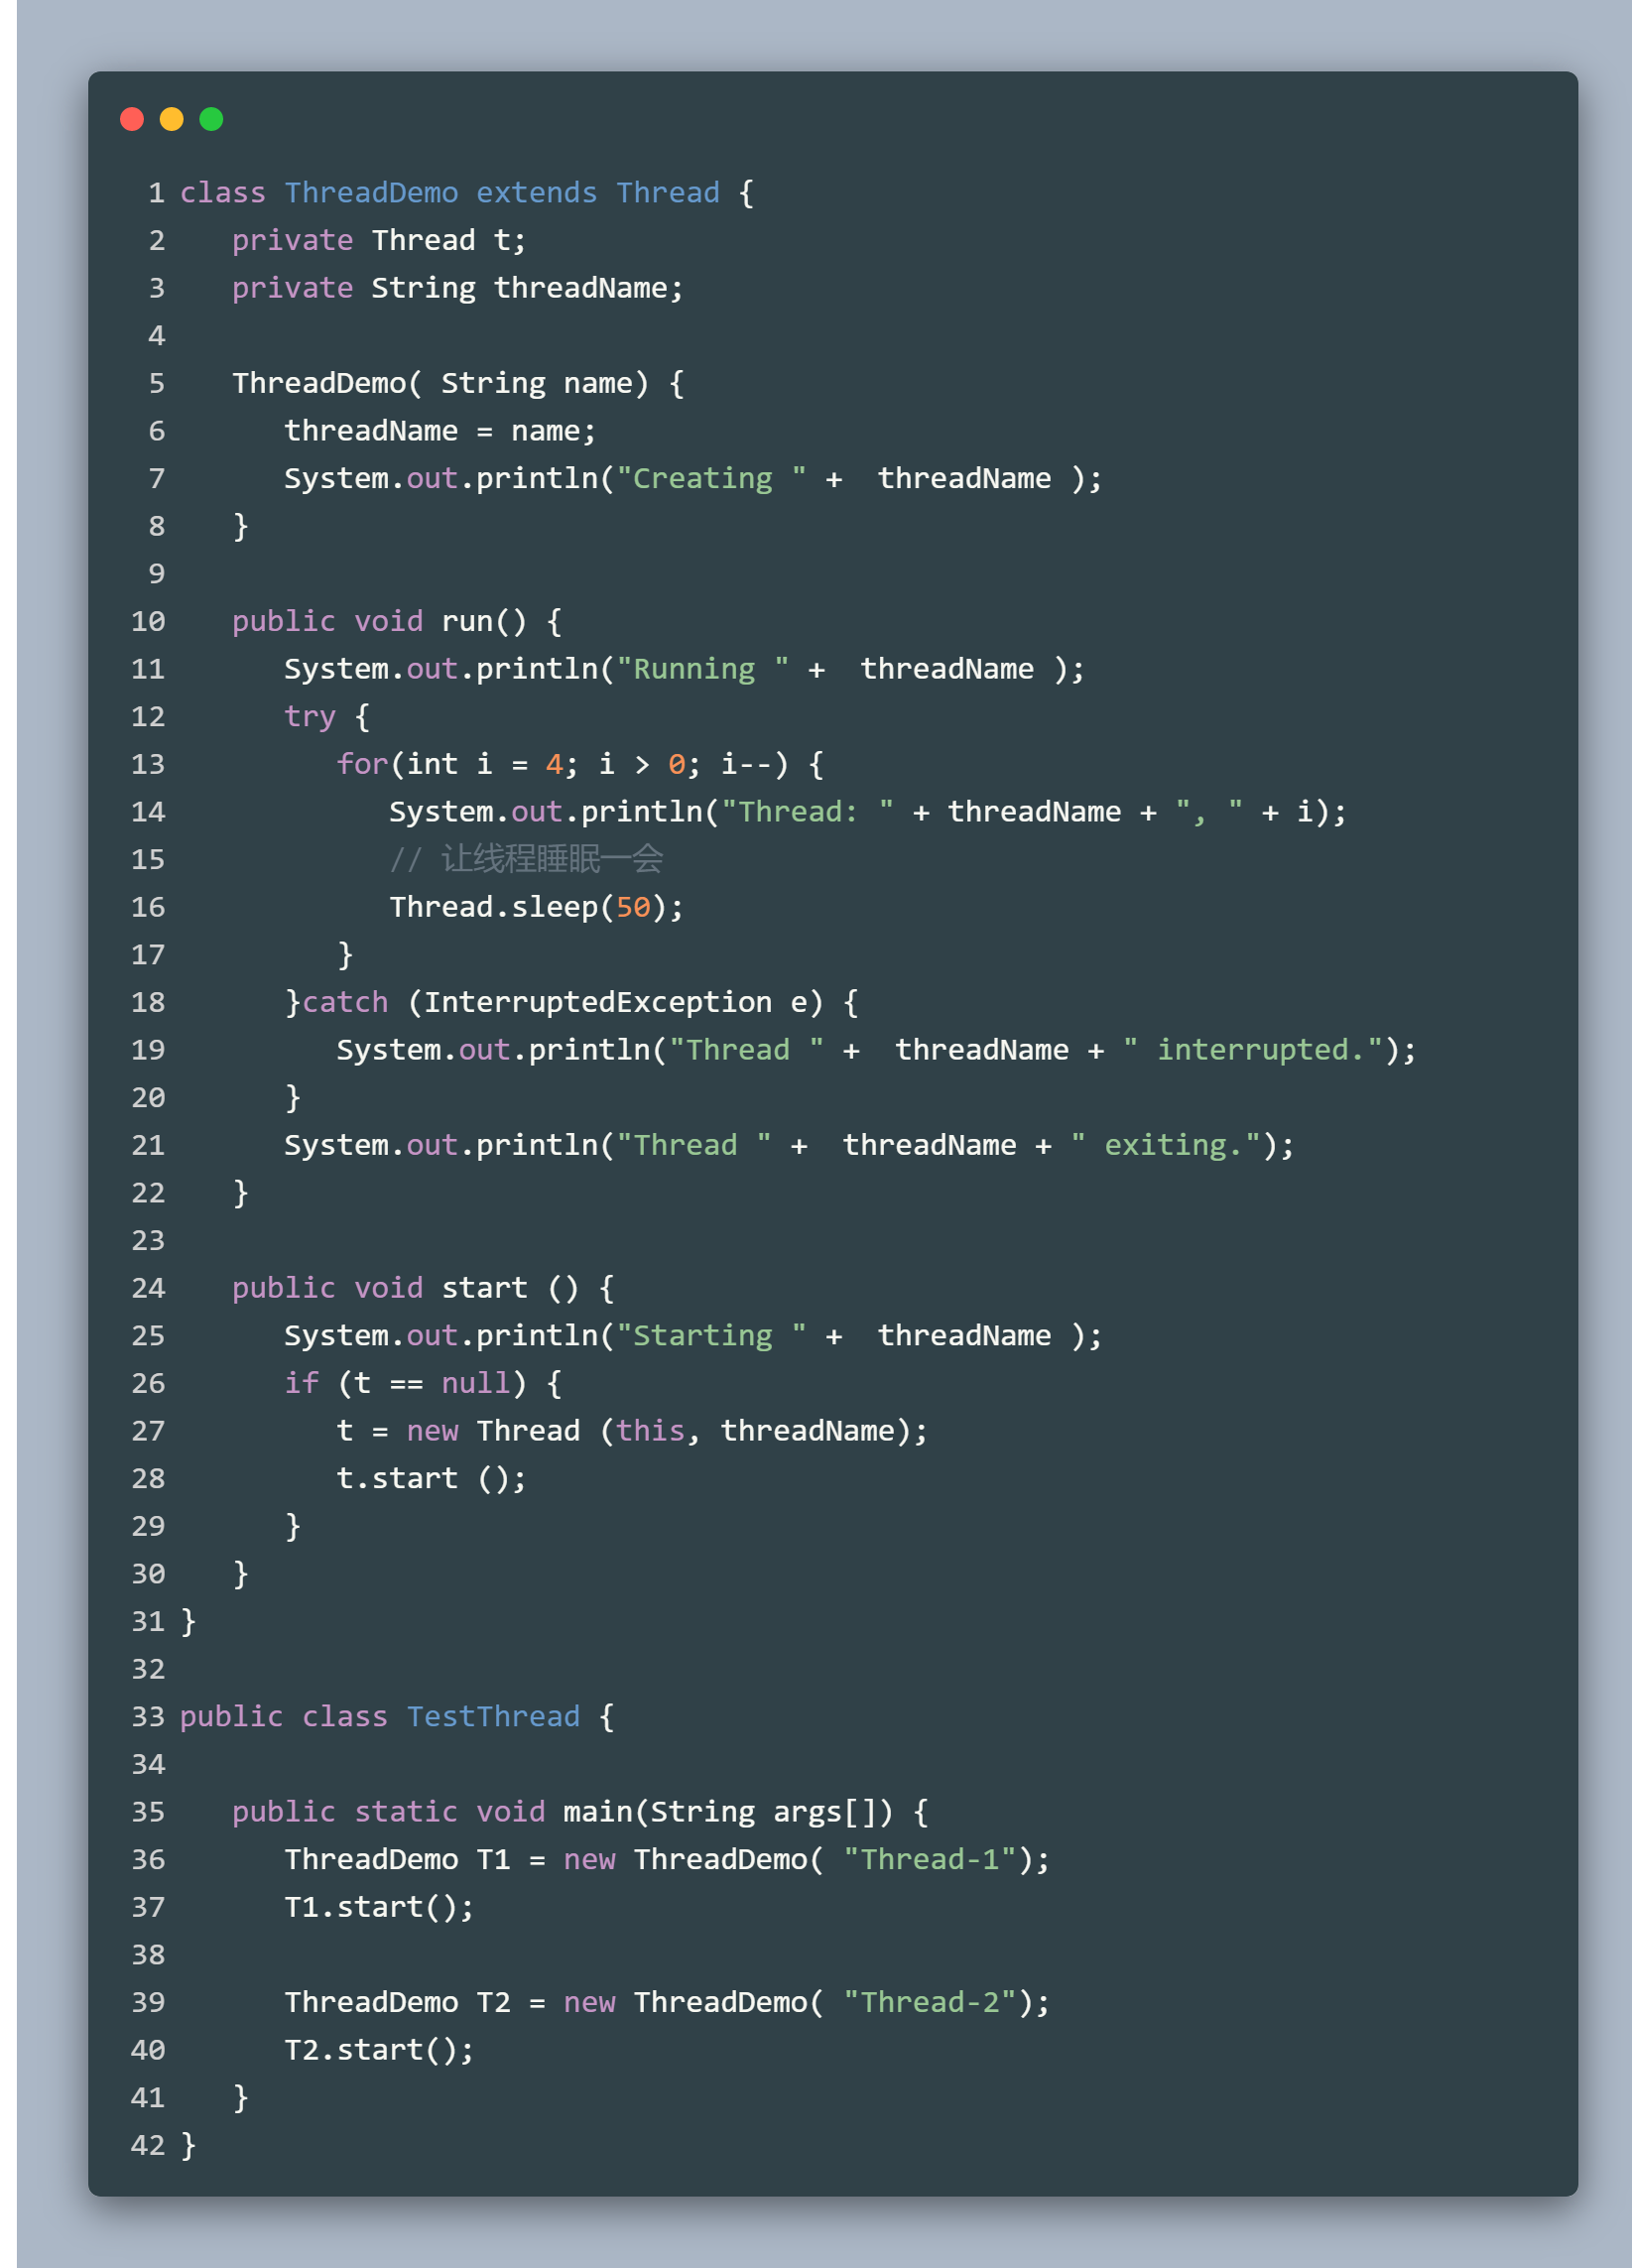 1 class ThreadDemo extends Thread {
2    private Thread t;
3    private String threadName;
4
5    ThreadDemo( String name) {
6       threadName = name;
7       System.out.println("Creating " +  threadName );
8    }
9
10    public void run() {
11       System.out.println("Running " +  threadName );
12       try {
13          for(int i = 4; i > 0; i--) {
14             System.out.println("Thread: " + threadName + ", " + i);
15             // 让线程睡眠一会
16             Thread.sleep(50);
17          }
18       }catch (InterruptedException e) {
19          System.out.println("Thread " +  threadName + " interrupted.");
20       }
21       System.out.println("Thread " +  threadName + " exiting.");
22    }
23
24    public void start () {
25       System.out.println("Starting " +  threadName );
26       if (t == null) {
27          t = new Thread (this, threadName);
28          t.start ();
29       }
30    }
31 }
32
33 public class TestThread {
34
35    public static void main(String args[]) {
36       ThreadDemo T1 = new ThreadDemo( "Thread-1");
37       T1.start();
38
39       ThreadDemo T2 = new ThreadDemo( "Thread-2");
40       T2.start();
41    }
42 }